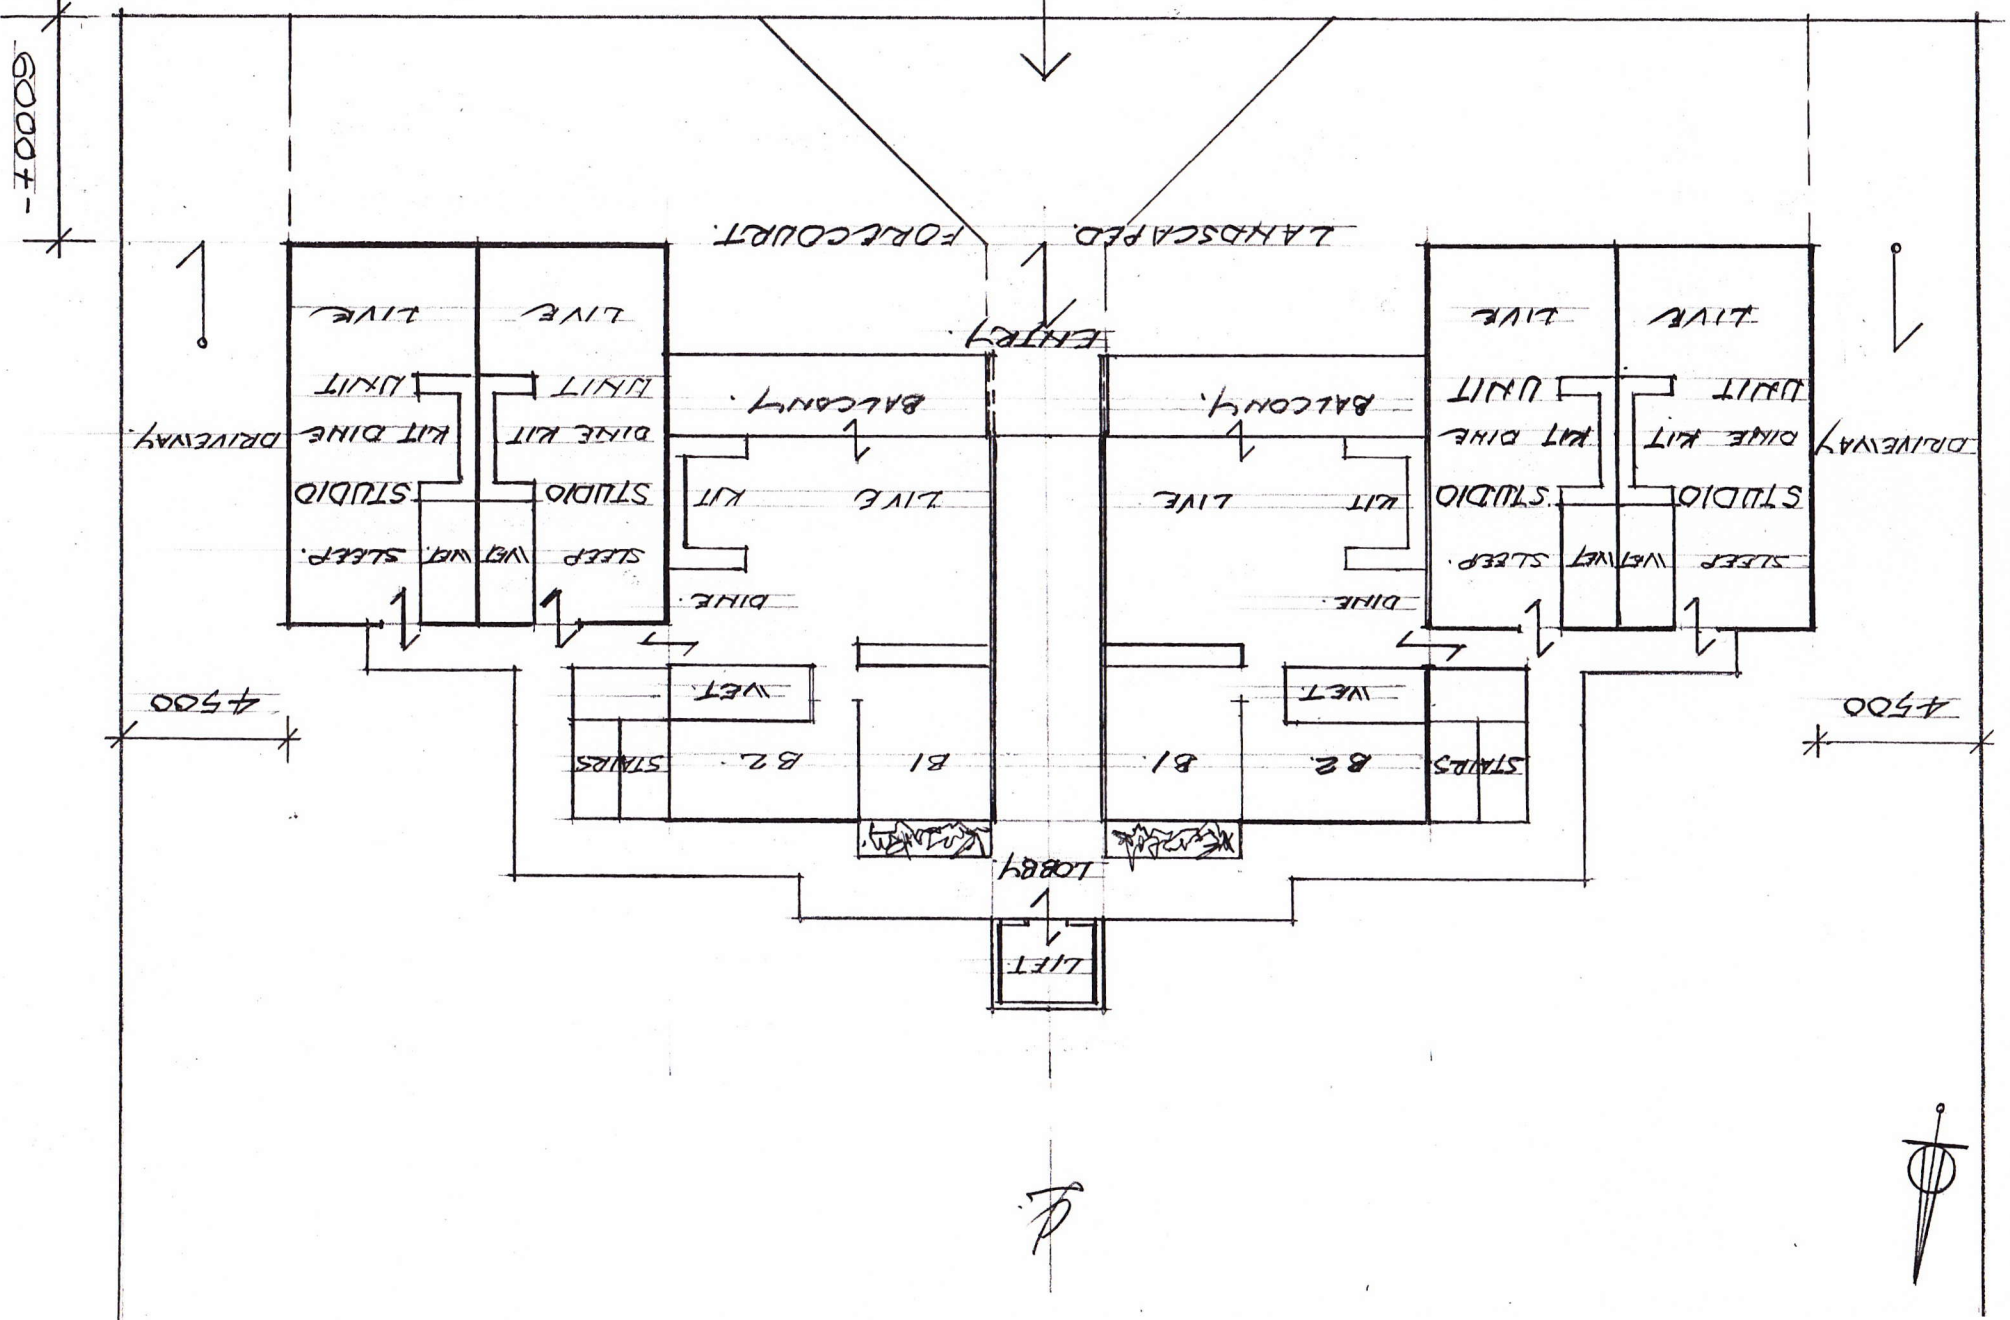 ℄
LIFT
LOBBY
STAIRS B2. B1. B1 B2. STAIRS
4500 WET. WET. 4500
DINE. DINE.
SLEEP WET WET SLEEP. SLEEP WET WET. SLEEP.
STUDIO STUDIO KIT LIVE LIVE KIT STUDIO STUDIO
DRIVEWAY DINE KIT KIT DINE DINE KIT KIT DINE DRIVEWAY.
UNIT UNIT BALCONY. BALCONY. UNIT UNIT
LIVE LIVE ENTRY. LIVE LIVE
LANDSCAPED. FORECOURT.
6000